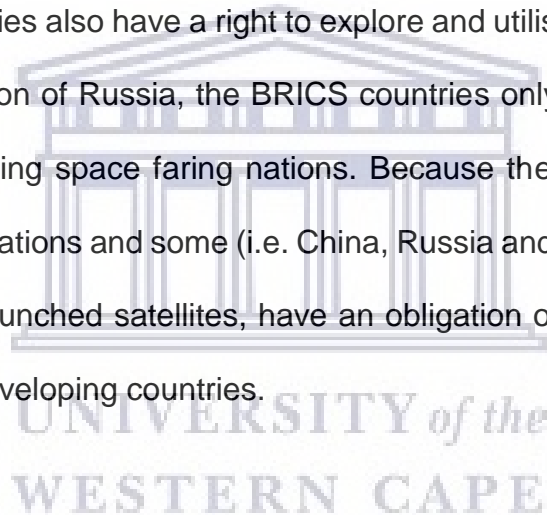 ies also have a right to explore and utilis
on of Russia, the BRICS countries only
ing space faring nations. Because the
ations and some (i.e. China, Russia and
unched satellites, have an obligation o
veloping countries.
UNIVERSITY of the
WESTERN CAPE